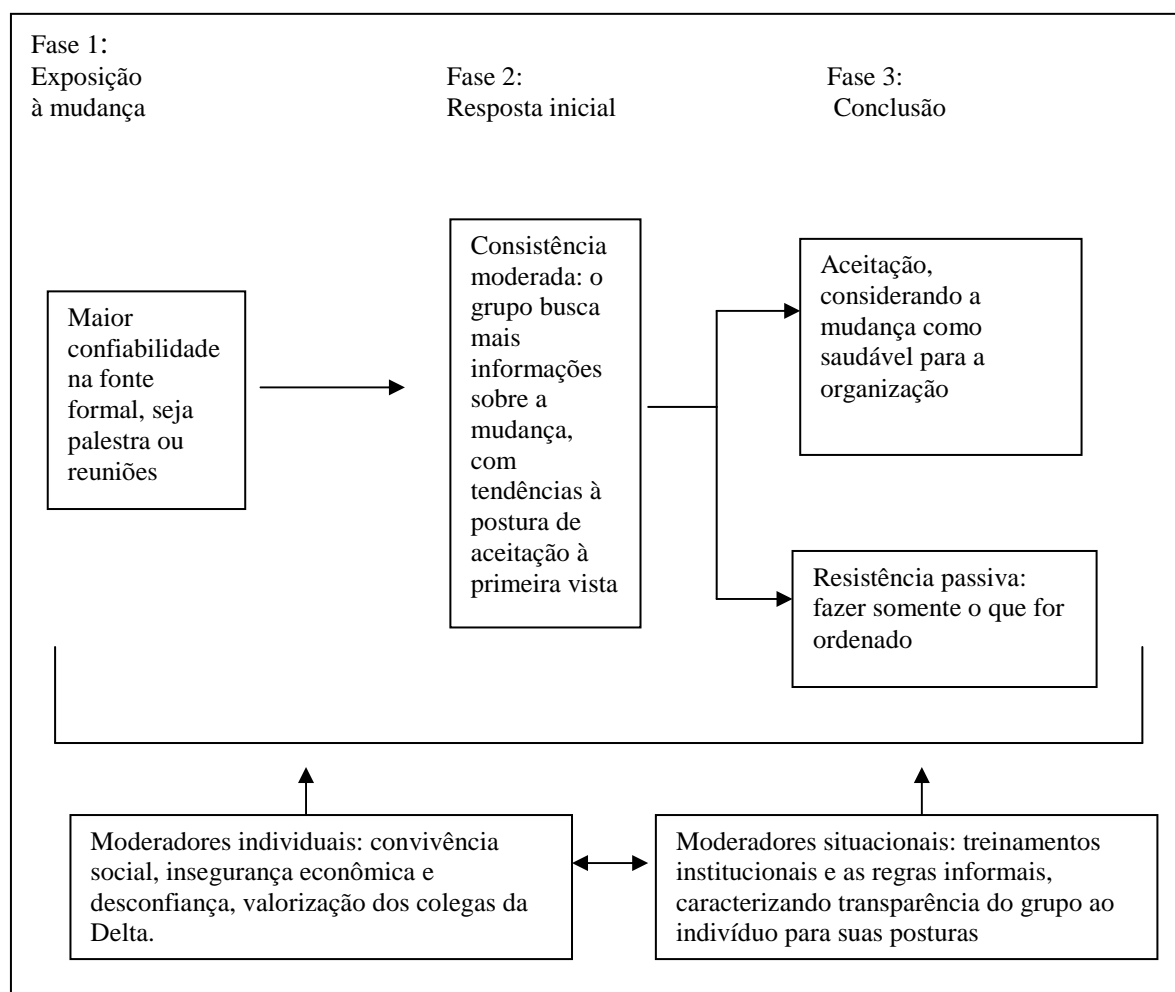 Fase 1:
Exposição
à mudança
Fase 2:
Resposta inicial
Fase 3:
Conclusão
Maior
confiabilidade
na fonte
formal, seja
palestra ou
reuniões
Consistência
moderada: o
grupo busca
mais
informações
sobre a
mudança,
com
tendências à
postura de
aceitação à
primeira vista
Aceitação,
considerando a
mudança como
saudável para a
organização
Resistência passiva:
fazer somente o que for
ordenado
Moderadores individuais: convivência
social, insegurança econômica e
desconfiança, valorização dos colegas da
Delta.
Moderadores situacionais: treinamentos
institucionais e as regras informais,
caracterizando transparência do grupo ao
indivíduo para suas posturas